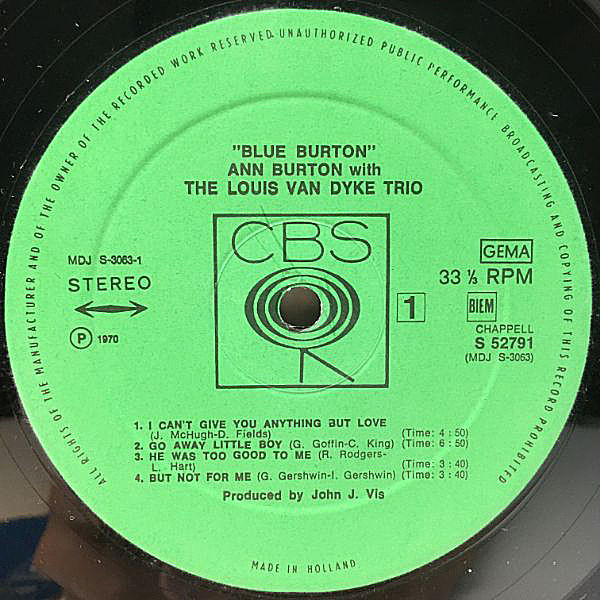 ALL RIGHTS OF THE MANUFACTURER AND OF THE OWNER OF THE RECORDED WORK RESERVED - UNAUTHORIZED PUBLIC PERFORMANCE BROADCASTING AND COPYING OF THIS RECORD PROHIBITED
"BLUE BURTON"
ANN BURTON with
THE LOUIS VAN DYKE TRIO
CBS
MDJ S-3063-1
STEREO
Ⓟ 1970
GEMA
33 ⅓ RPM
1
BIEM
CHAPPELL
S 52791
(MDJ S-3063)
1. I CAN'T GIVE YOU ANYTHING BUT LOVE
(J. McHugh-D. Fields) (Time: 4 : 50)
2. GO AWAY LITTLE BOY (G. Goffin-C. King) (Time: 6 : 50)
3. HE WAS TOO GOOD TO ME (R. Rodgers-
L. Hart) (Time: 3 : 40)
4. BUT NOT FOR ME (G. Gershwin-I. Gershwin) (Time: 3 : 40)
Produced by John J. Vis
MADE IN HOLLAND